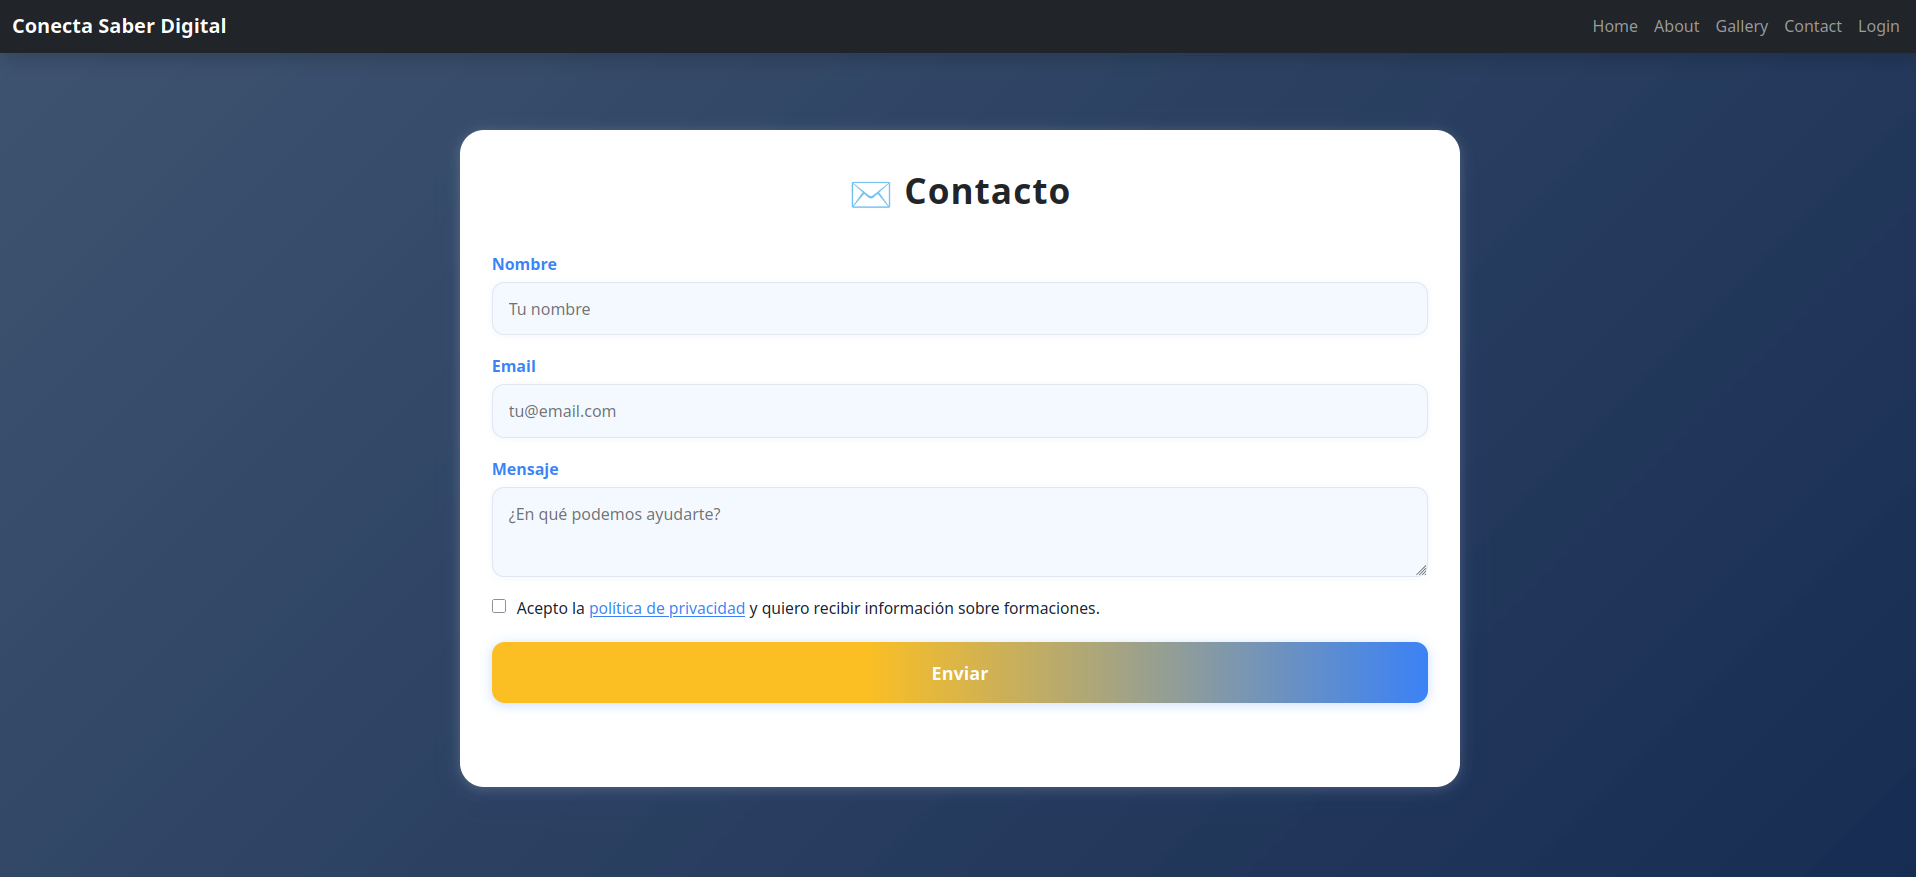 Conecta Saber Digital
Home About Gallery Contact Login
Contacto
Nombre
Tu nombre
Email
tu@email.com
Mensaje
¿En qué podemos ayudarte?
Acepto la política de privacidad y quiero recibir información sobre formaciones.
Enviar